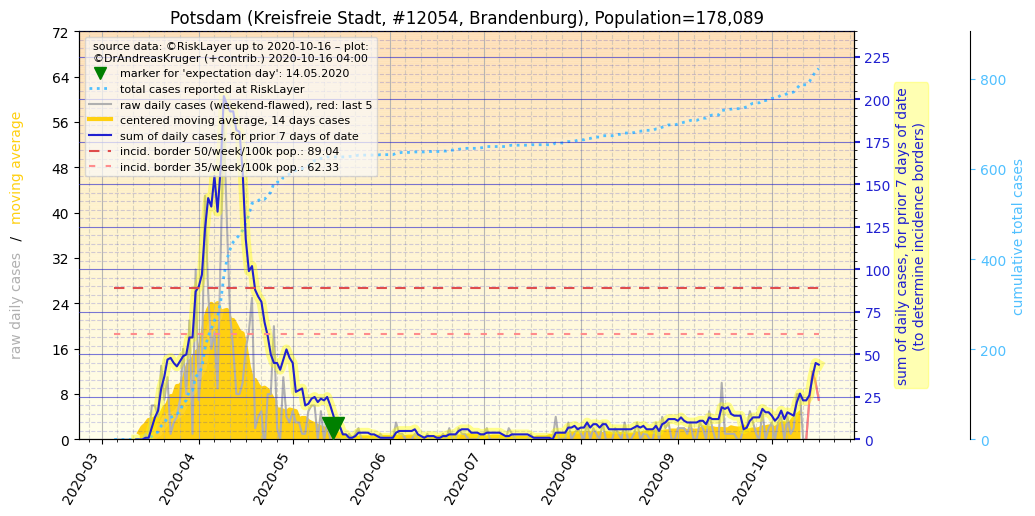 Potsdam (Kreisfreie Stadt, #12054, Brandenburg), Population=178,089
source data: ©RiskLayer up to 2020-10-16 – plot:
©DrAndreasKruger (+contrib.) 2020-10-16 04:00
marker for 'expectation day': 14.05.2020
total cases reported at RiskLayer
raw daily cases (weekend-flawed), red: last 5
centered moving average, 14 days cases
sum of daily cases, for prior 7 days of date
incid. border 50/week/100k pop.: 89.04
incid. border 35/week/100k pop.: 62.33
raw daily cases / moving average
72
64
56
48
40
32
24
16
8
0
225
200
175
150
125
100
75
50
25
0
sum of daily cases, for prior 7 days of date
(to determine incidence borders)
800
600
400
200
0
cumulative total cases
2020-03
2020-04
2020-05
2020-06
2020-07
2020-08
2020-09
2020-10